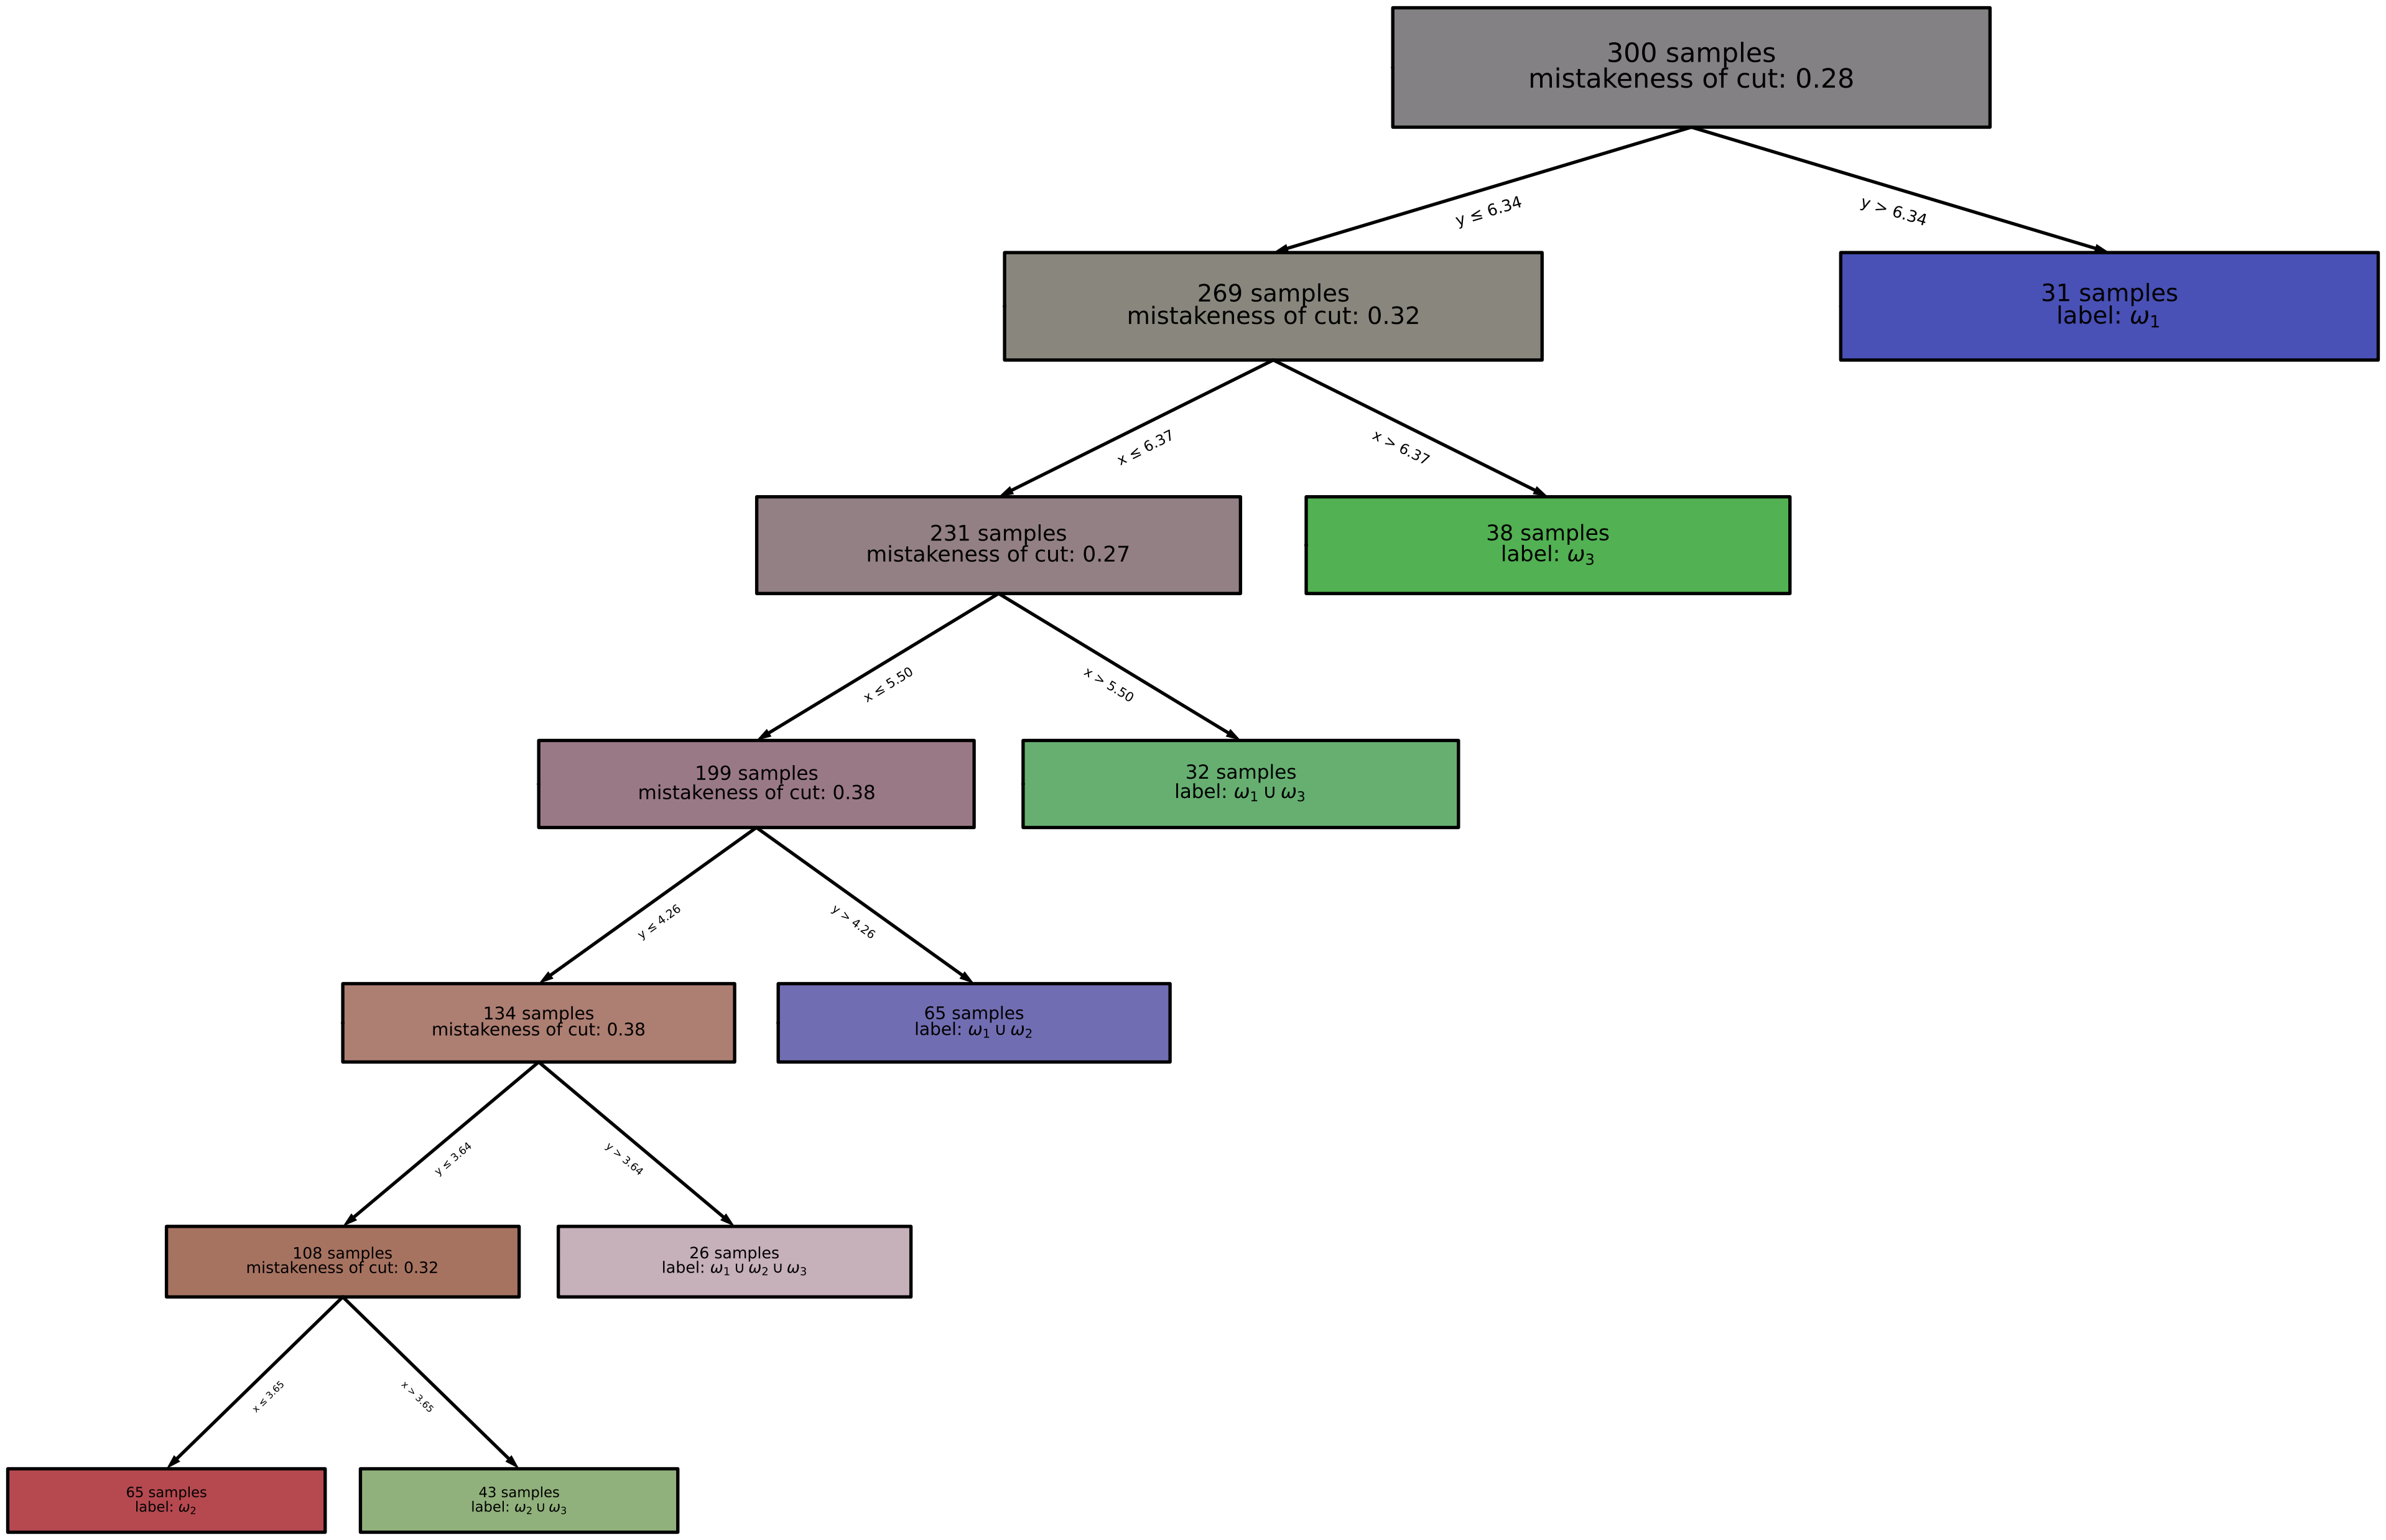 300 samples
mistakeness of cut: 0.28
y ≤ 6.34
y > 6.34
269 samples
mistakeness of cut: 0.32
31 samples
label: ω₁
x ≤ 6.37
x > 6.37
231 samples
mistakeness of cut: 0.27
38 samples
label: ω₃
x ≤ 5.50
x > 5.50
199 samples
mistakeness of cut: 0.38
32 samples
label: ω₁ ∪ ω₃
y ≤ 4.26
y > 4.26
134 samples
mistakeness of cut: 0.38
65 samples
label: ω₁ ∪ ω₂
y ≤ 3.64
y > 3.64
108 samples
mistakeness of cut: 0.32
26 samples
label: ω₁ ∪ ω₂ ∪ ω₃
x ≤ 3.65
x > 3.65
65 samples
label: ω₂
43 samples
label: ω₂ ∪ ω₃